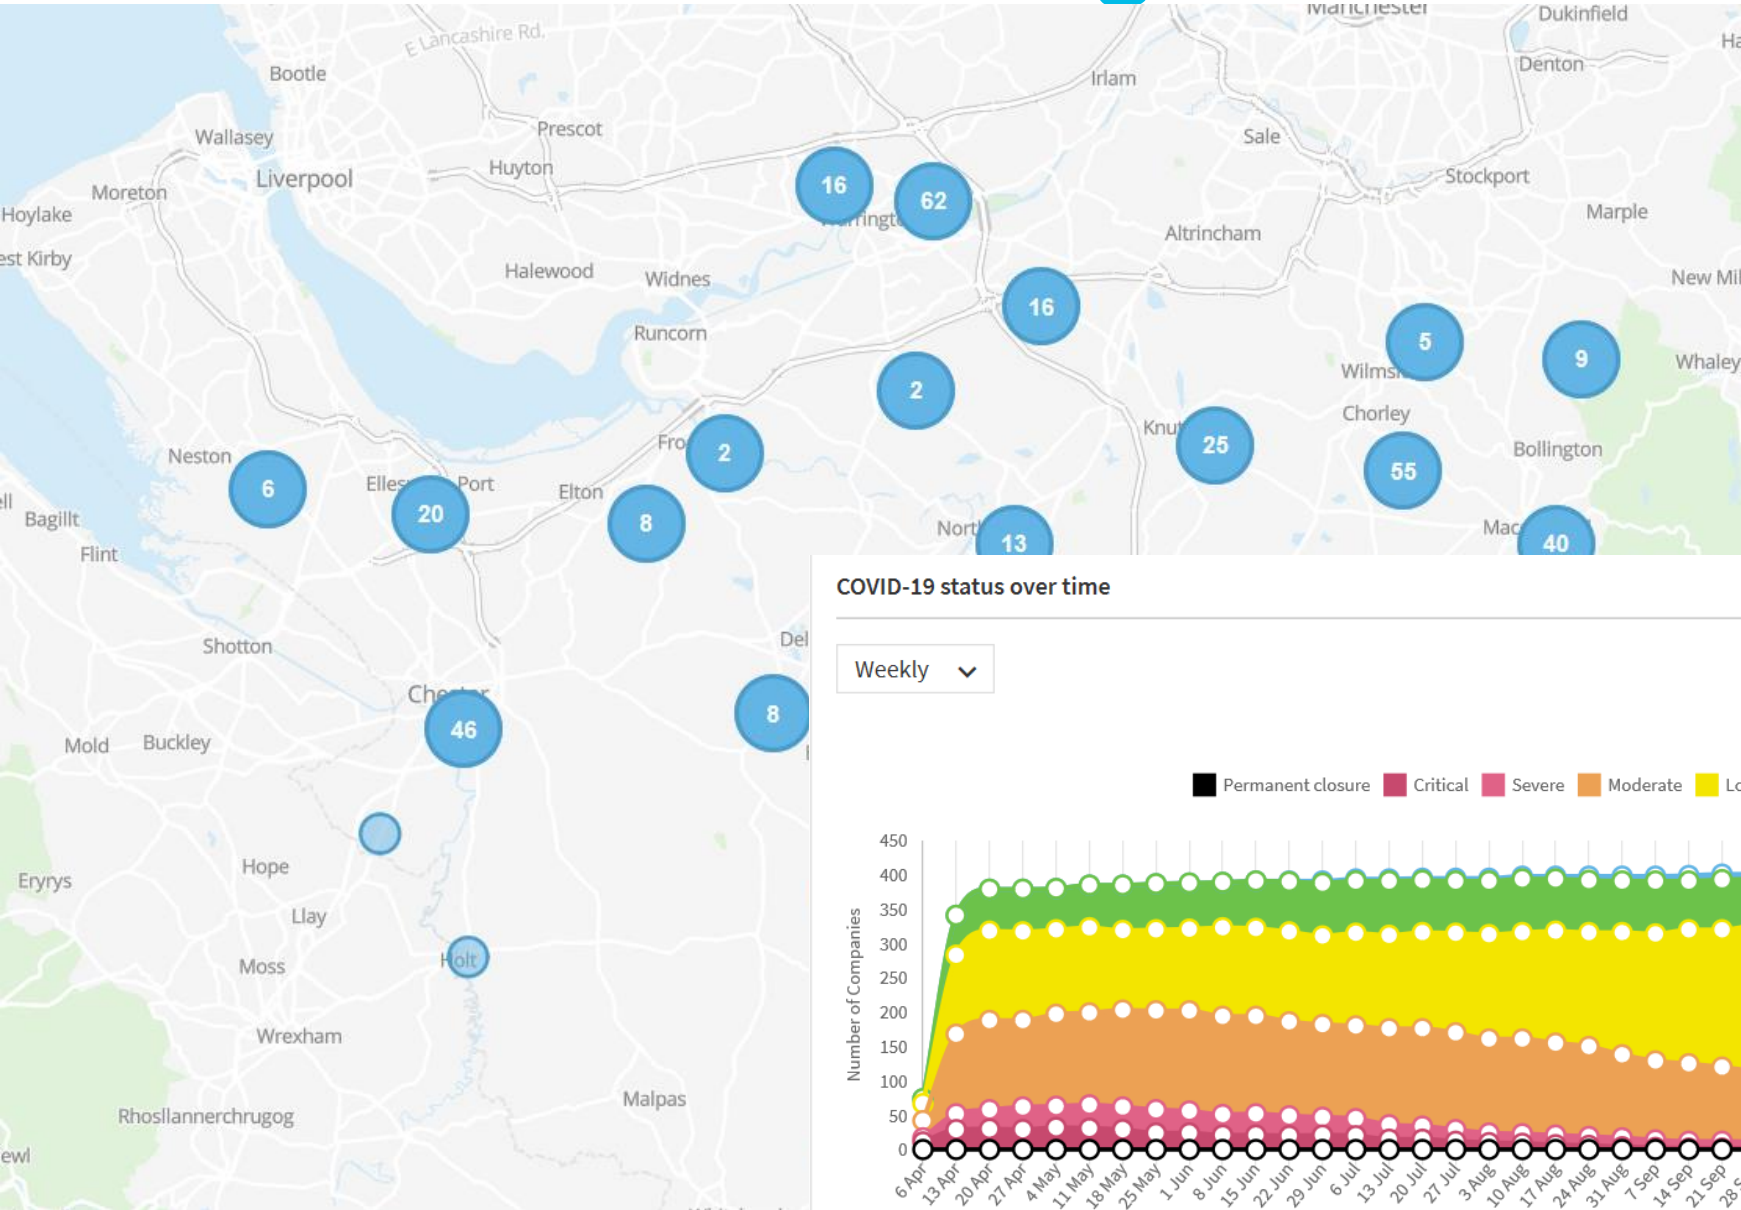 Manchester
Dukinfield
E Lancashire Rd.
Denton
Bootle
Irlam
Prescot
Wallasey
Sale
Huyton
Liverpool
Stockport
Moreton
16
62
Hoylake
Marple
Altrincham
Halewood
Widnes
New Mil
16
Runcorn
5
9
Whaley
2
Chorley
25
Bollington
Neston
2
55
6
20
Elton
8
Bagillt
13
40
Flint
COVID-19 status over time
Shotton
Weekly
Chester
8
46
Mold
Buckley
Permanent closure
Critical
Severe
Moderate
Number of Companies
450
400
350
300
250
200
150
100
50
0
Hope
Eryrys
Llay
Holt
Moss
Wrexham
Malpas
Rhosllannerchrugog
6 Apr
13 Apr
20 Apr
27 Apr
4 May
11 May
18 May
25 May
1 Jun
8 Jun
15 Jun
22 Jun
29 Jun
6 Jul
13 Jul
20 Jul
27 Jul
3 Aug
10 Aug
17 Aug
24 Aug
31 Aug
7 Sep
14 Sep
21 Sep